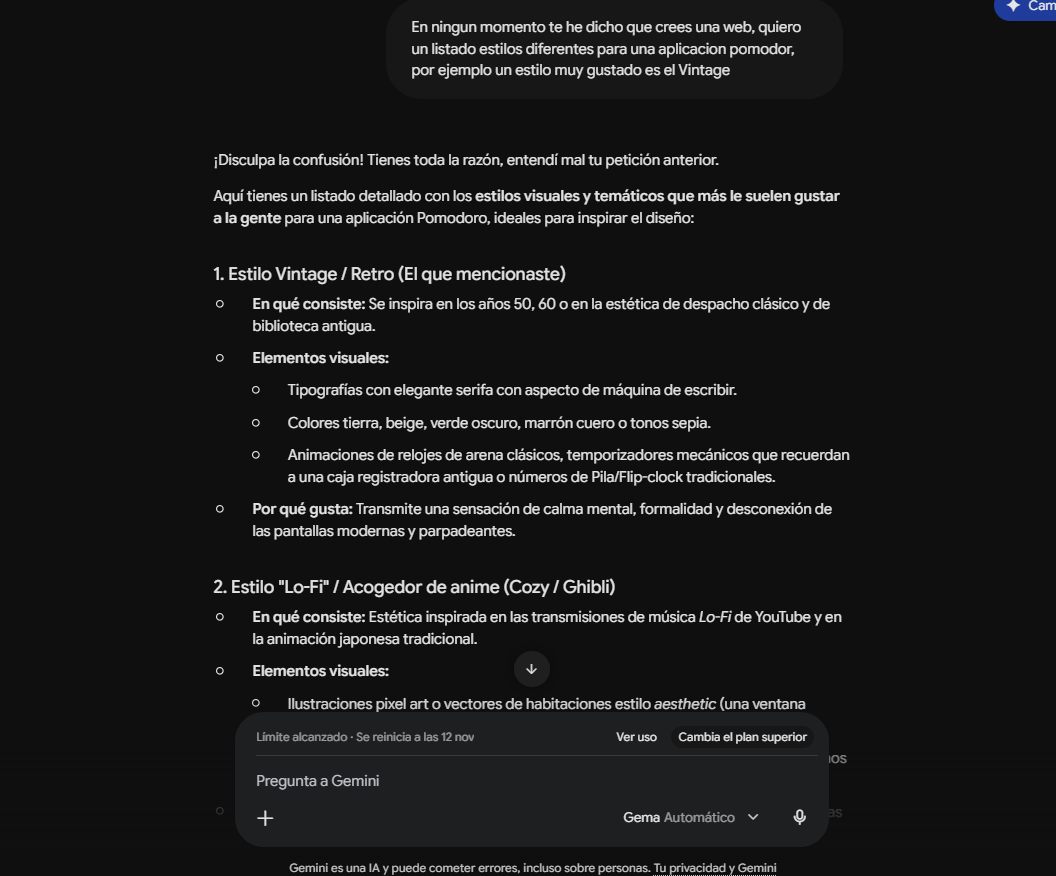 Cam
En ningun momento te he dicho que crees una web, quiero
un listado estilos diferentes para una aplicacion pomodor,
por ejemplo un estilo muy gustado es el Vintage
¡Disculpa la confusión! Tienes toda la razón, entendí mal tu petición anterior.
Aquí tienes un listado detallado con los estilos visuales y temáticos que más le suelen gustar
a la gente para una aplicación Pomodoro, ideales para inspirar el diseño:
1. Estilo Vintage / Retro (El que mencionaste)
En qué consiste: Se inspira en los años 50, 60 o en la estética de despacho clásico y de
biblioteca antigua.
Elementos visuales:
Tipografías con elegante serifa con aspecto de máquina de escribir.
Colores tierra, beige, verde oscuro, marrón cuero o tonos sepia.
Animaciones de relojes de arena clásicos, temporizadores mecánicos que recuerdan
a una caja registradora antigua o números de Pila/Flip-clock tradicionales.
Por qué gusta: Transmite una sensación de calma mental, formalidad y desconexión de
las pantallas modernas y parpadeantes.
2. Estilo "Lo-Fi" / Acogedor de anime (Cozy / Ghibli)
En qué consiste: Estética inspirada en las transmisiones de música Lo-Fi de YouTube y en
la animación japonesa tradicional.
Elementos visuales:
Ilustraciones pixel art o vectores de habitaciones estilo aesthetic (una ventana
Límite alcanzado · Se reinicia a las 12 nov
Ver uso
Cambia el plan superior
Pregunta a Gemini
Gema Automático
Gemini es una IA y puede cometer errores, incluso sobre personas. Tu privacidad y Gemini